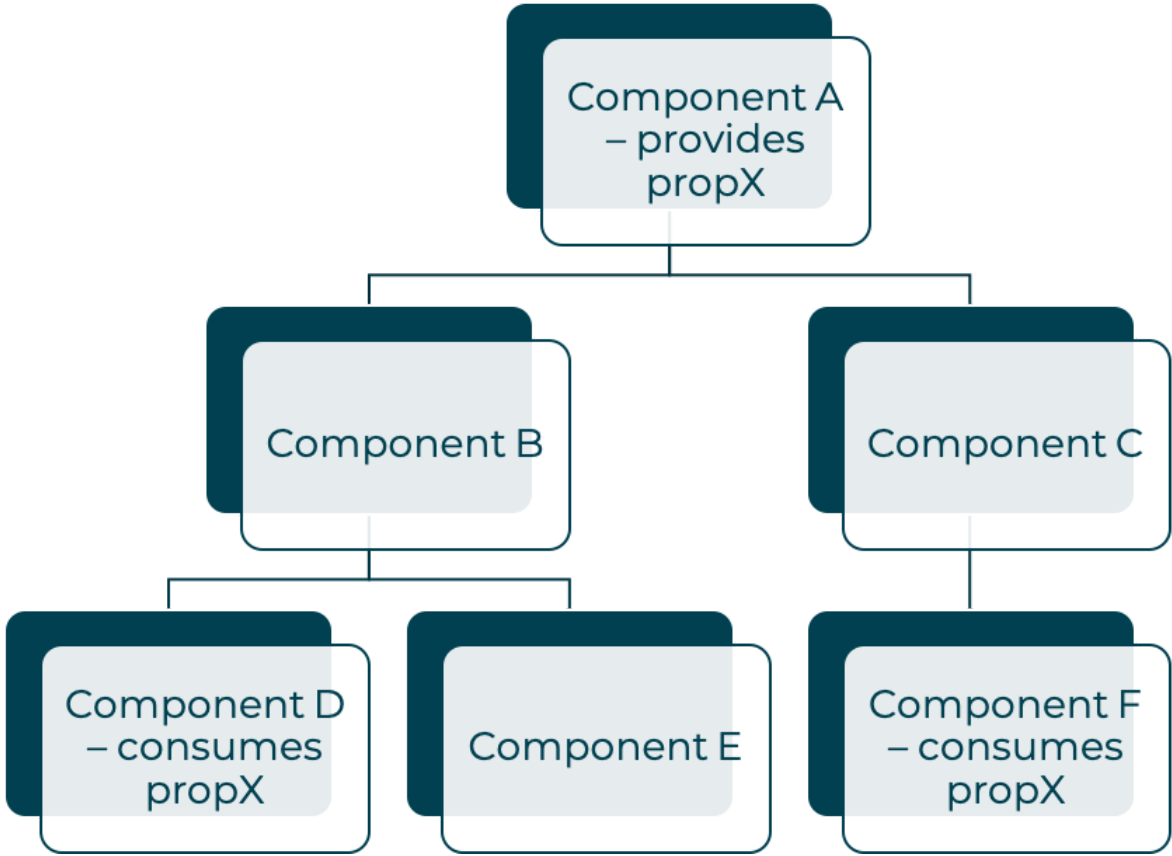 Component A
– provides
propX
Component B
Component C
Component D
– consumes
propX
Component E
Component F
– consumes
propX